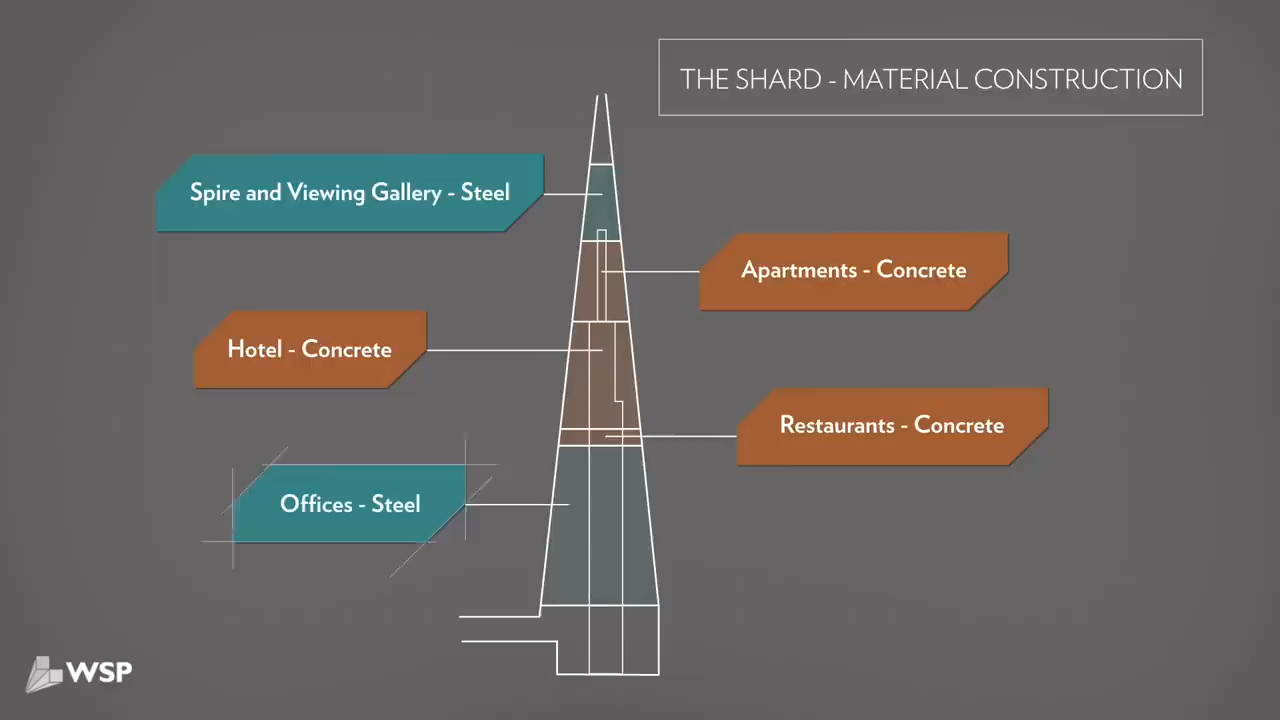 THE SHARD - MATERIAL CONSTRUCTION
Spire and Viewing Gallery - Steel
Apartments - Concrete
Hotel - Concrete
Restaurants - Concrete
Offices - Steel
WSP